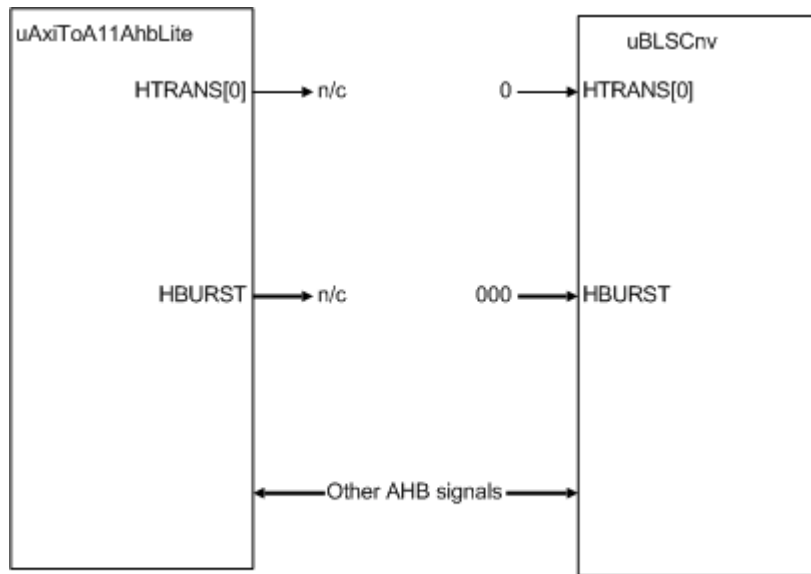 uAxiToA11AhbLite
uBLSCnv
HTRANS[0] n/c 0 HTRANS[0]
HBURST n/c 000 HBURST
Other AHB signals